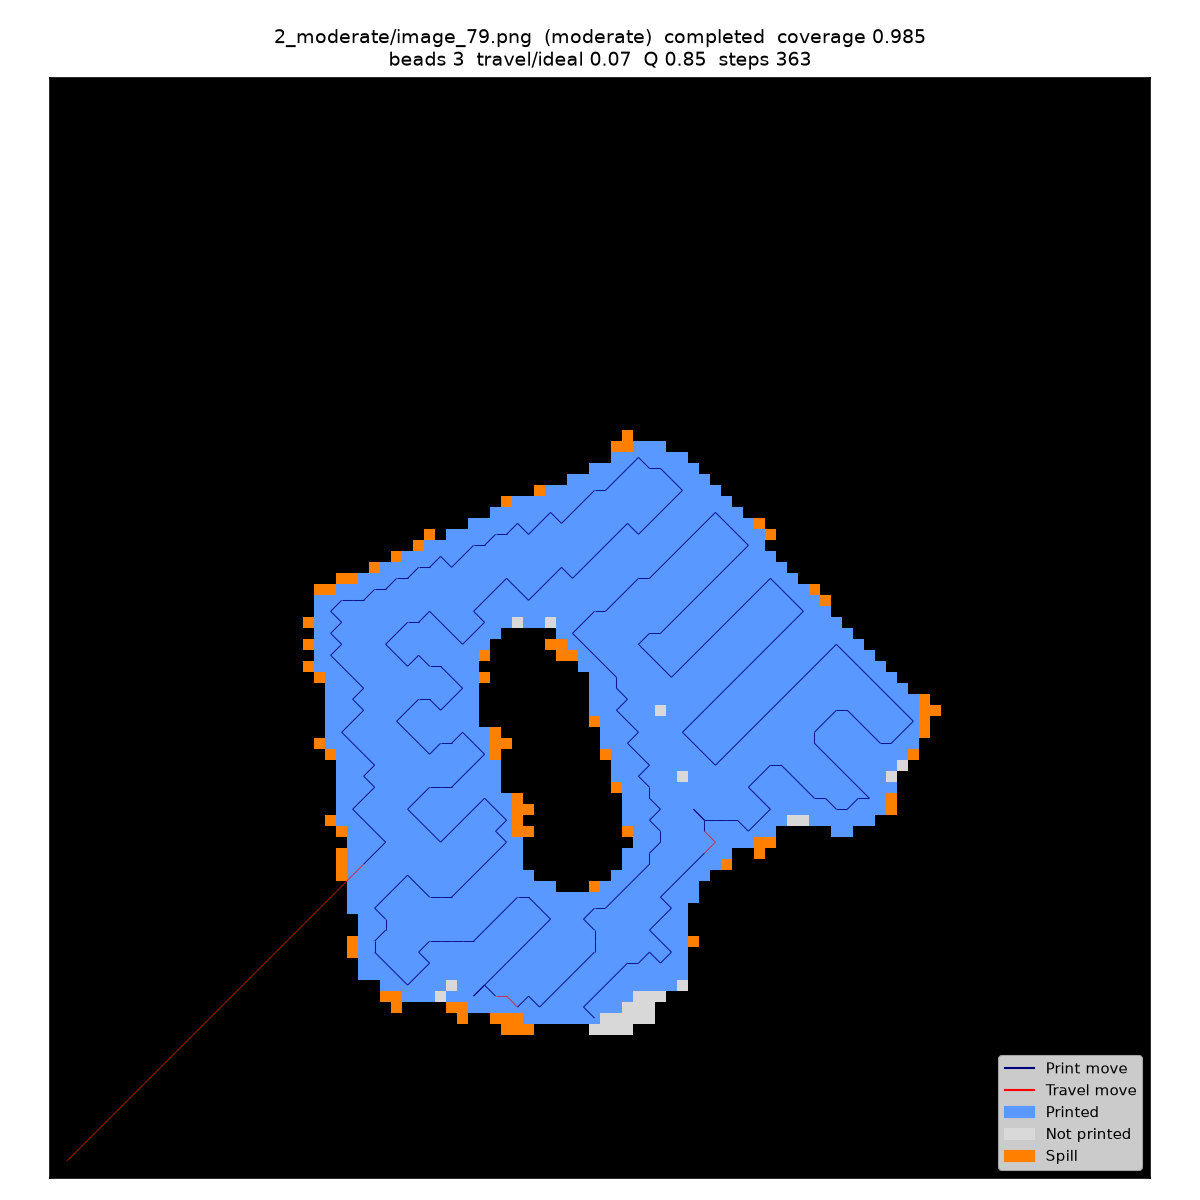 2_moderate/image_79.png  (moderate)  completed  coverage 0.985
beads 3  travel/ideal 0.07  Q 0.85  steps 363
Print move
Travel move
Printed
Not printed
Spill